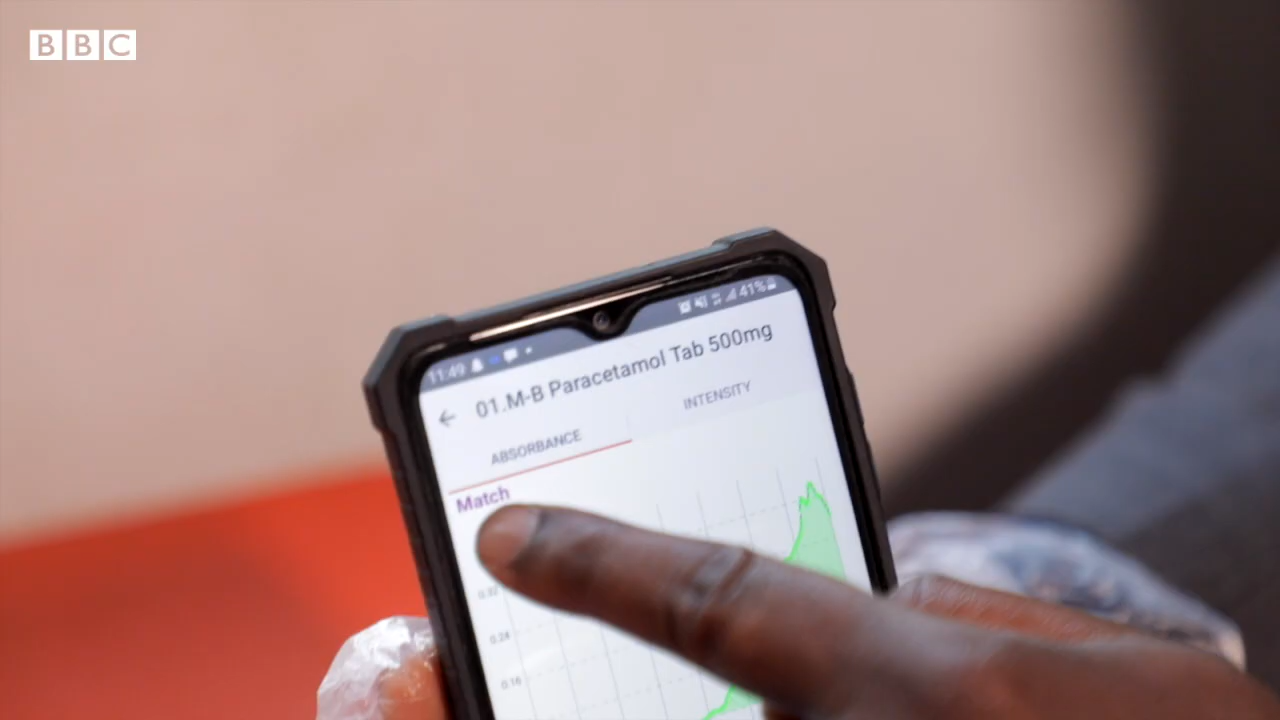 BBC
11:49
41%
01.M-B Paracetamol Tab 500mg
ABSORBANCE
INTENSITY
Match
0.32
0.24
0.16